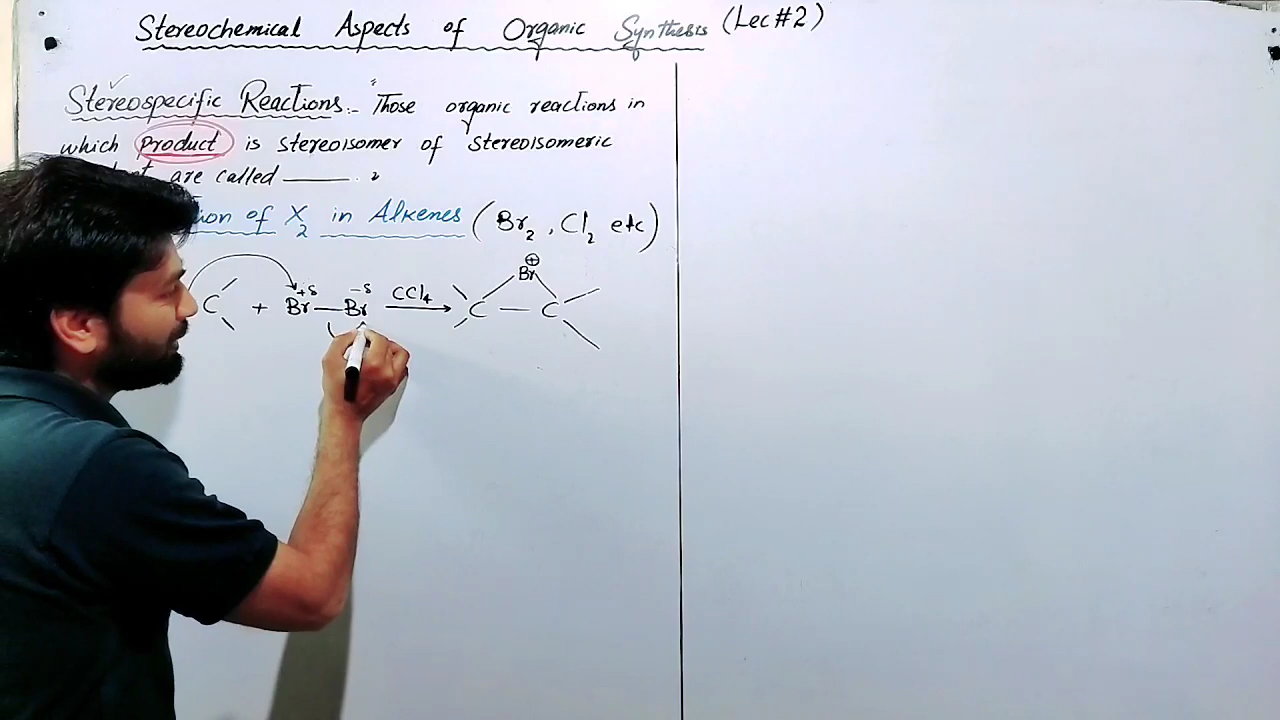 Stereochemical Aspects of Organic Synthesis (Lec#2)
Stereospecific Reactions:- "Those organic reactions in
which product is stereoisomer of stereoisomeric
are called ——— .
of X2 in Alkenes (Br2, Cl2 etc)
C + Br — Br CCl4 C — C
+δ -δ
Br ⊕